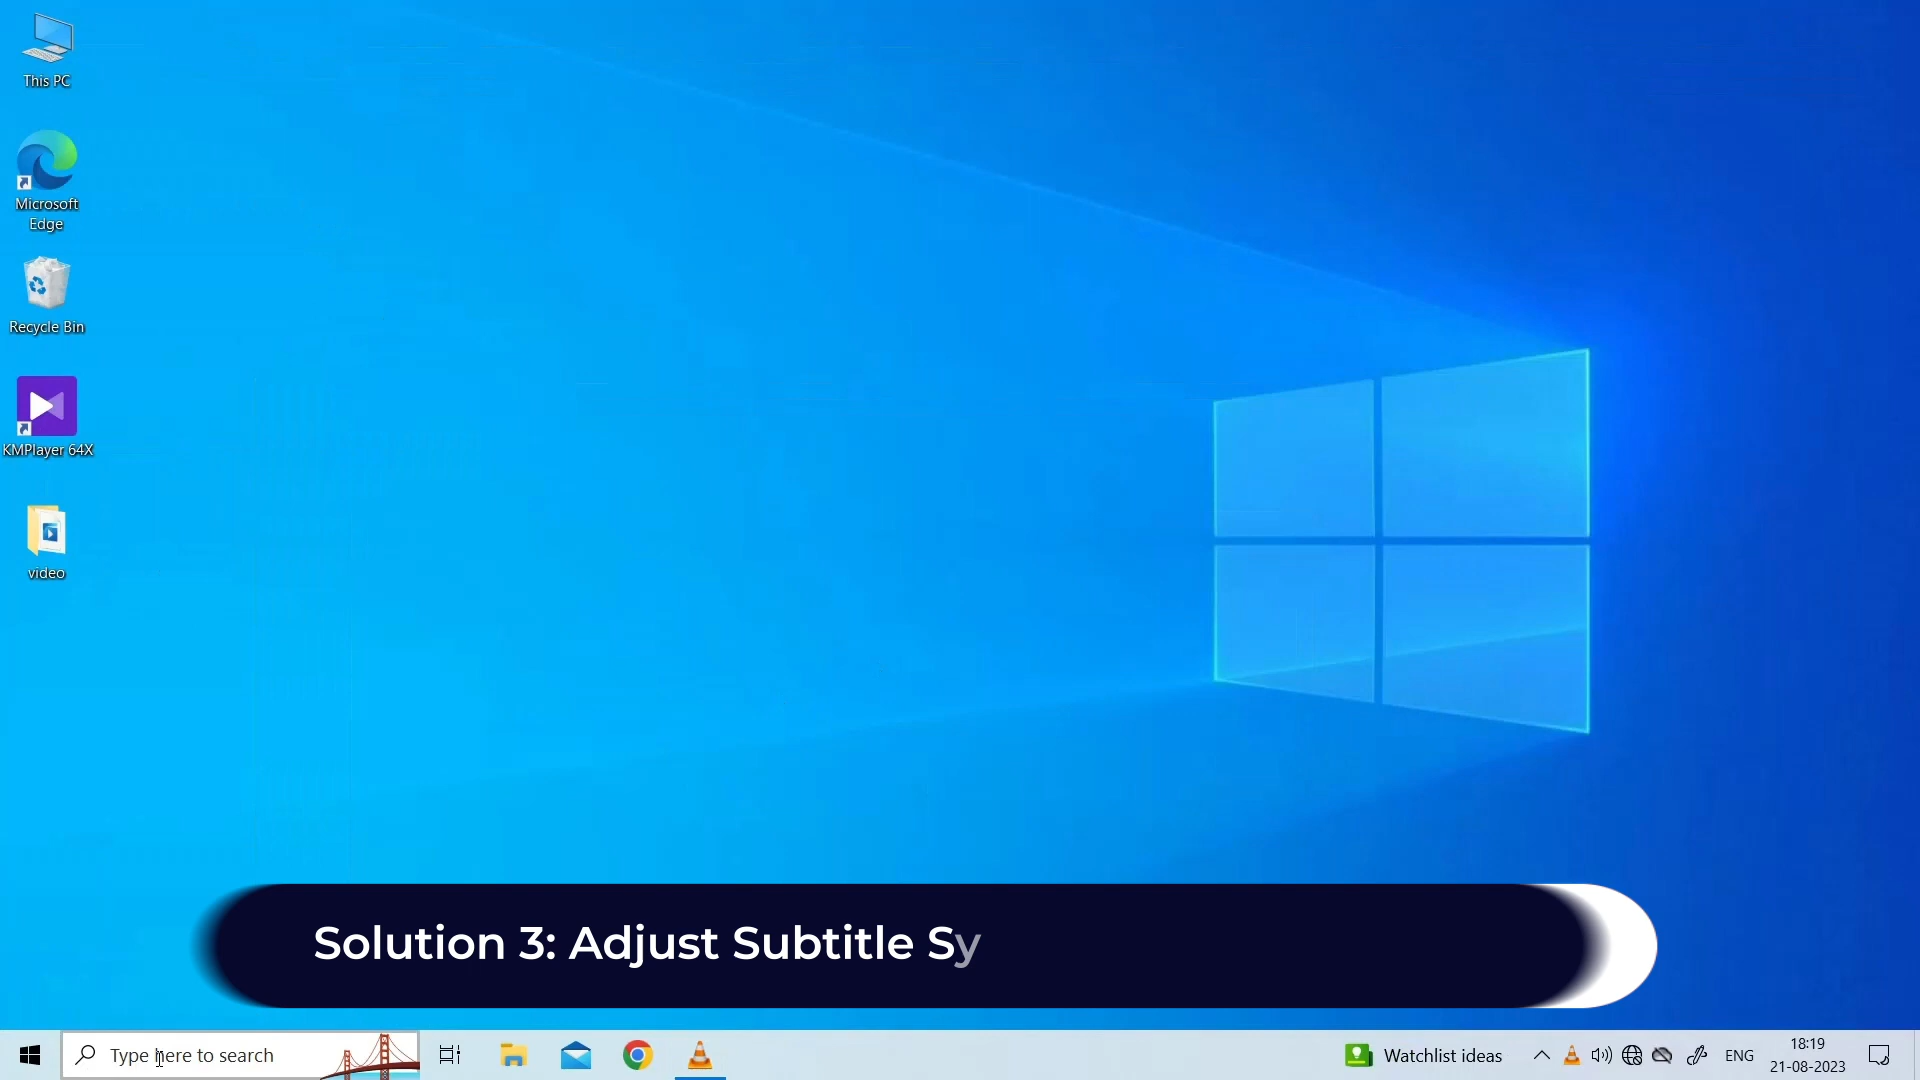 This PC
Microsoft
Edge
Recycle Bin
KMPlayer 64X
video
Solution 3: Adjust Subtitle Sy
Type here to search
Watchlist ideas
ENG
18:19
21-08-2023